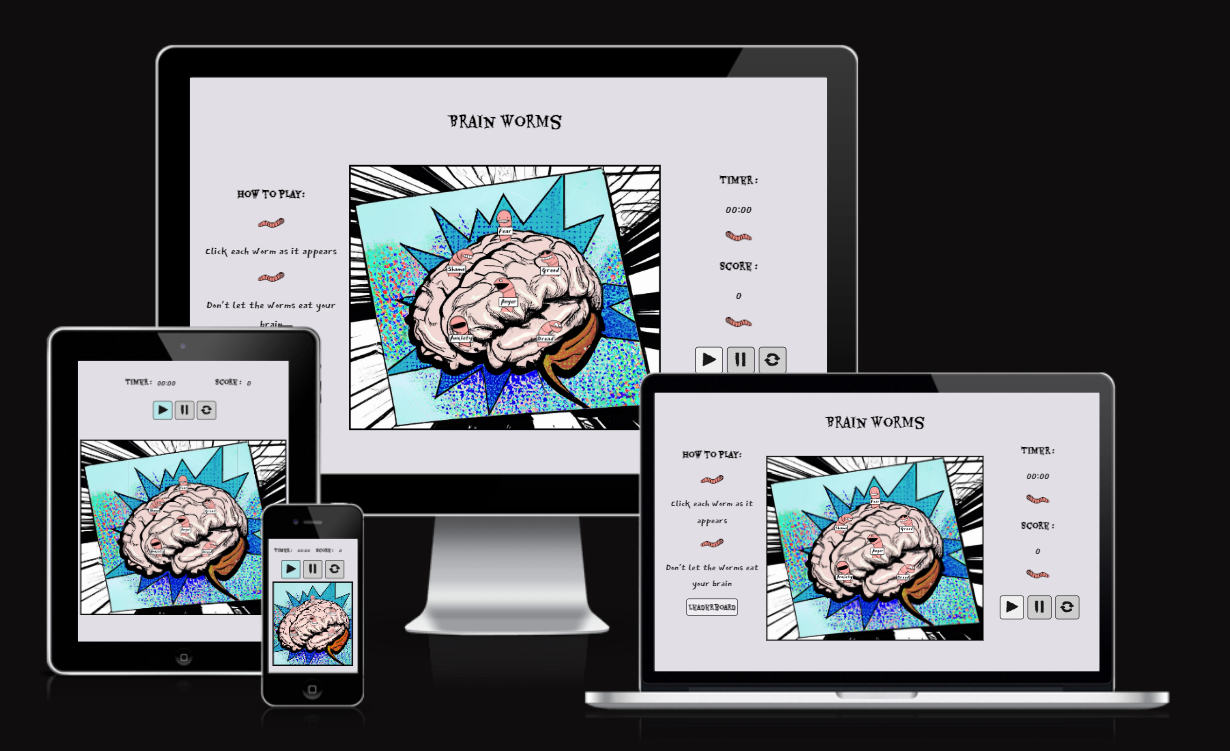 BRAIN WORMS
HOW TO PLAY:
Click each worm as it appears
Don't let the worms eat your
brain
Fear
Shame
Greed
Anger
Anxiety
Dread
TIMER:
00:00
SCORE:
0
TIMER: 00:00 SCORE: 0
TIMER: 00:00 SCORE: 0
BRAIN WORMS
HOW TO PLAY:
Click each worm as it
appears
Don't let the worms eat
your brain
LEADERBOARD
Fear
Shame
Greed
Anger
Anxiety
Dread
TIMER:
00:00
SCORE:
0